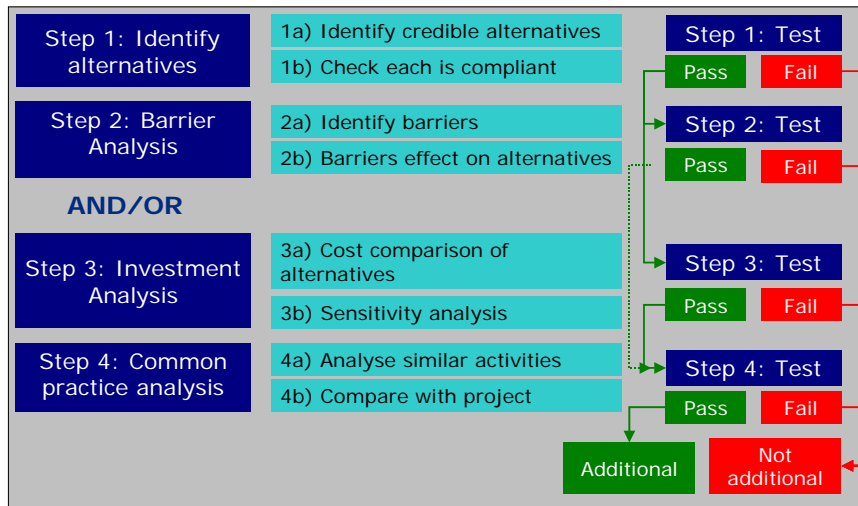 Step 1: Identify
alternatives
1a) Identify credible alternatives
1b) Check each is compliant
Step 1: Test
Pass
Fail
Step 2: Barrier
Analysis
2a) Identify barriers
2b) Barriers effect on alternatives
Step 2: Test
Pass
Fail
AND/OR
Step 3: Investment
Analysis
3a) Cost comparison of
alternatives
3b) Sensitivity analysis
Step 3: Test
Pass
Fail
Step 4: Common
practice analysis
4a) Analyse similar activities
4b) Compare with project
Step 4: Test
Pass
Fail
Additional
Not
additional